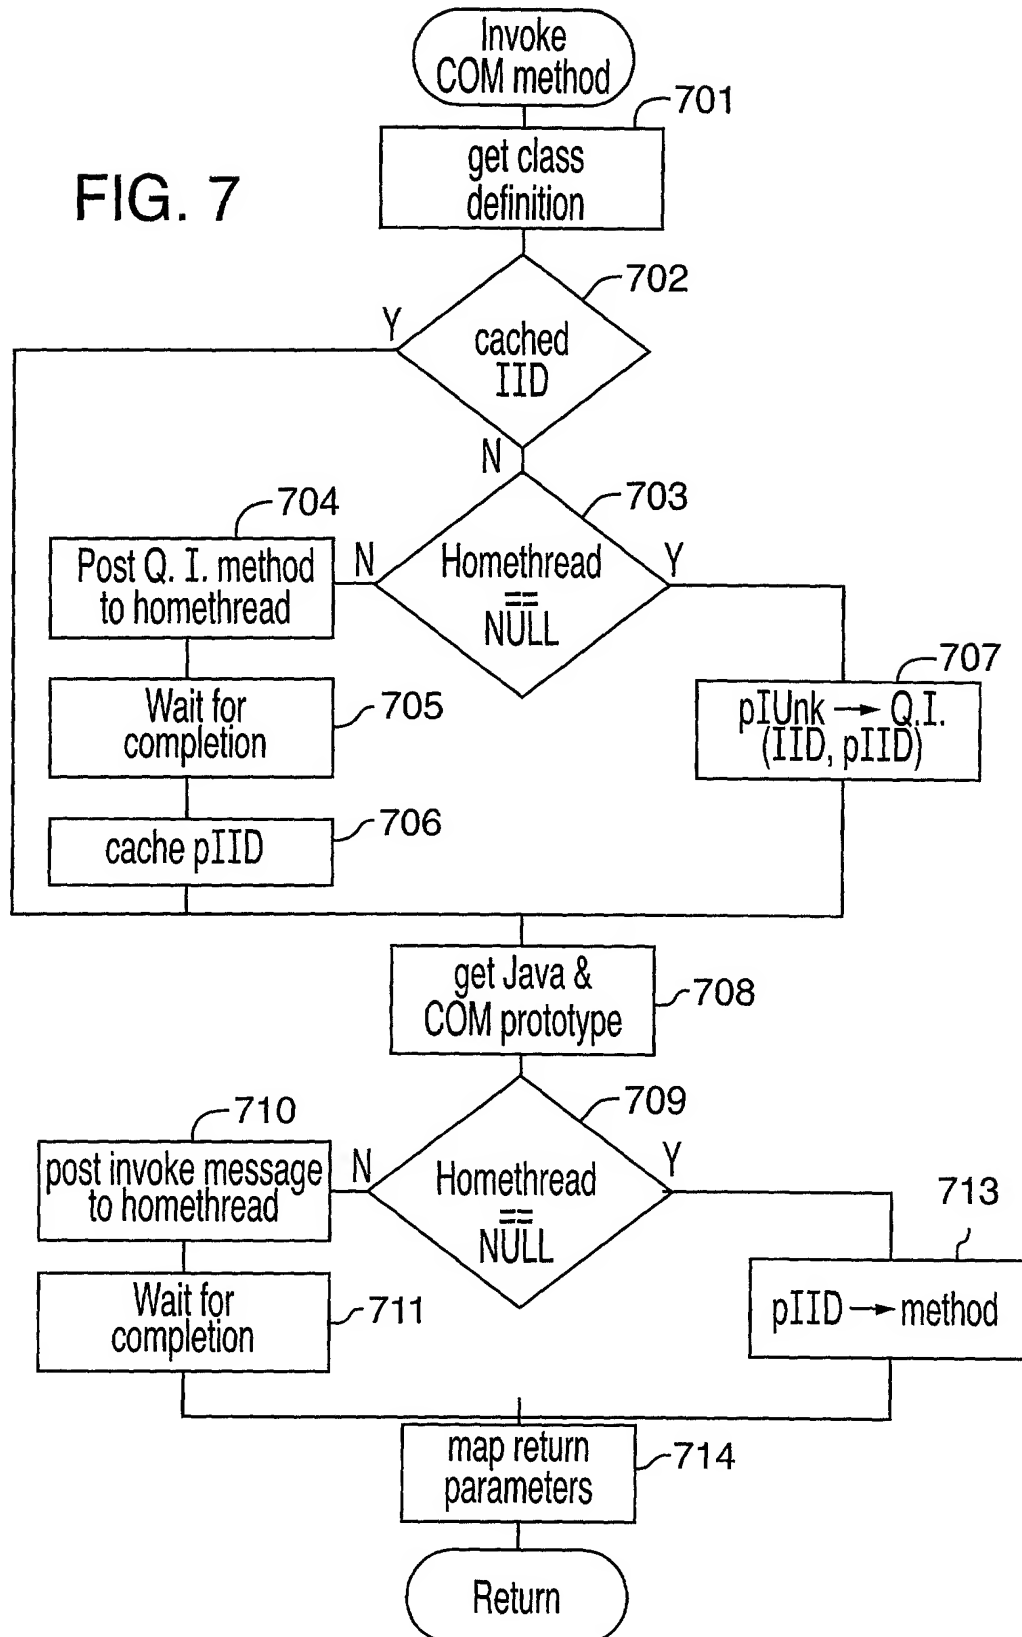 Invoke
COM method
701
get class
definition
FIG. 7
702
Y
cached
IID
N
703
704
Post Q. I. method
to homethread
N
Homethread
==
NULL
Y
707
pIUnk → Q.I.
(IID, pIID)
Wait for
completion
705
cache pIID
706
get Java &
COM prototype
708
709
710
post invoke message
to homethread
N
Homethread
==
NULL
Y
713
pIID → method
Wait for
completion
711
map return
parameters
714
Return